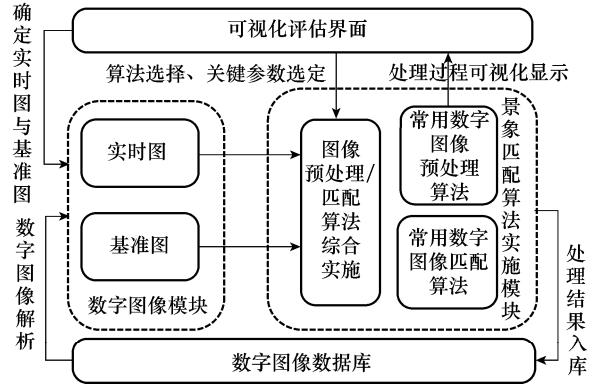 可视化评估界面
确定实时图与基准图
算法选择、关键参数选定
处理过程可视化显示
实时图
基准图
数字图像模块
图像
预处理/
匹配
算法
综合
实施
常用数字
图像
预处理
算法
常用数字
图像匹配
算法
景象匹配算法实施模块
数字图像解析
处理结果入库
数字图像数据库